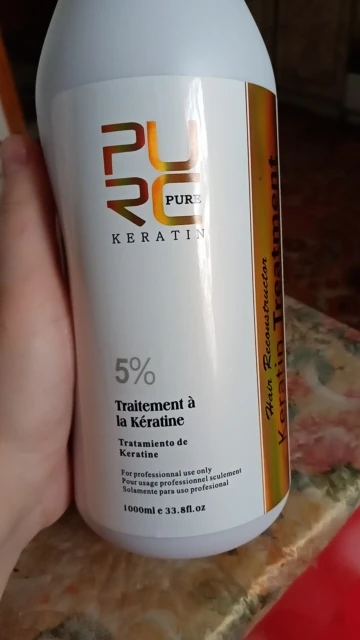 PURC
PURE
KERATIN
5%
Traitement à
la Kératine
Tratamiento de
Keratine
For professionnal use only
Pour usage professionnel seulement
Solamente para uso profesional
1000ml e 33.8fl.oz
Hair Reconstructor
Keratin Treatment